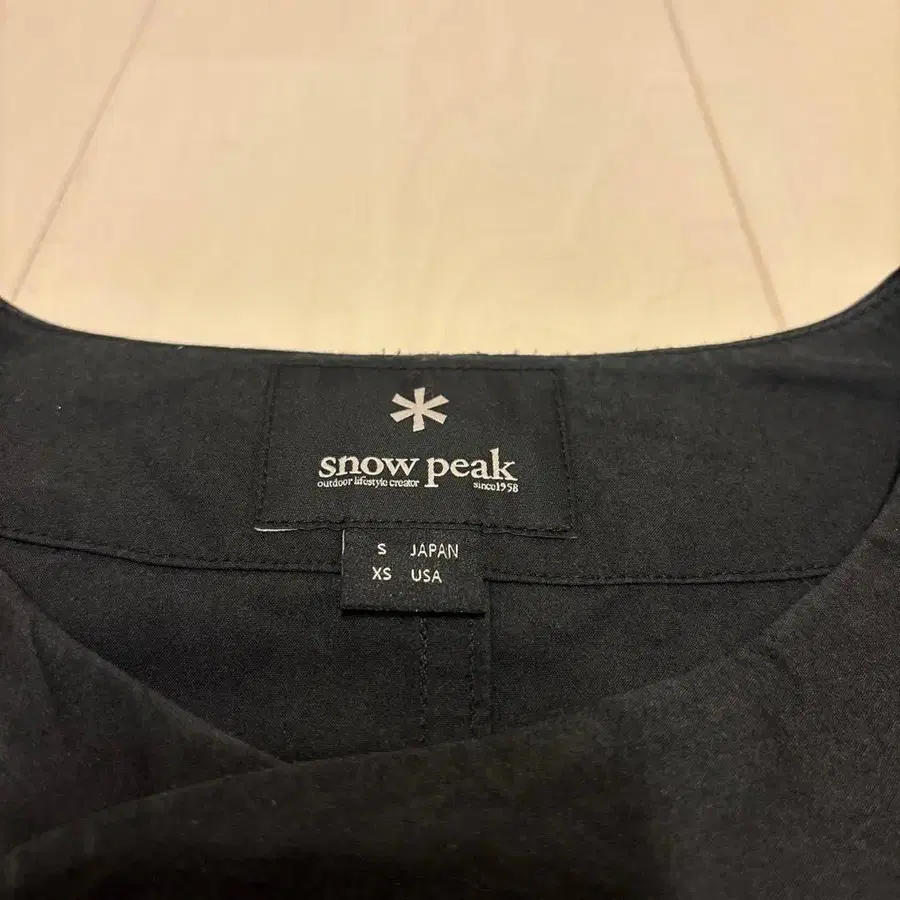 snow peak
outdoor lifestyle creator since1958
S JAPAN
XS USA